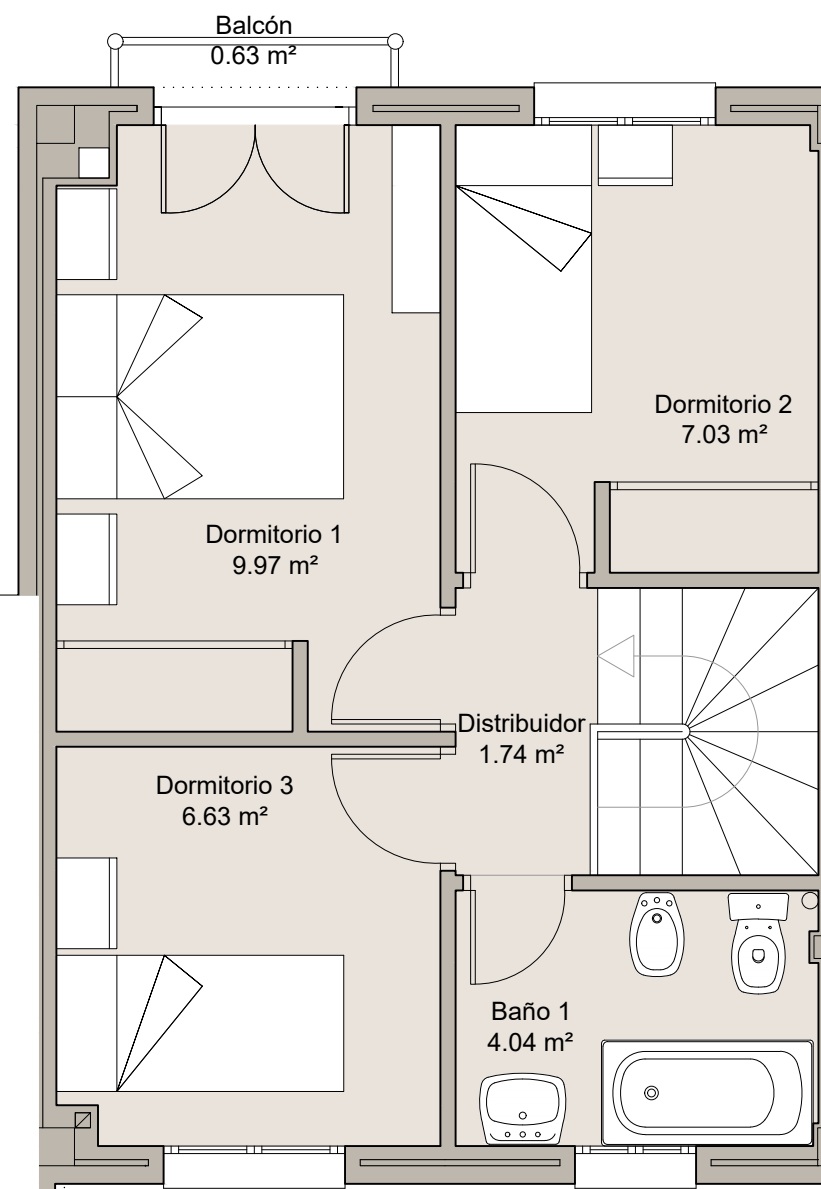 Balcón
0.63 m²
Dormitorio 2
7.03 m²
Dormitorio 1
9.97 m²
Distribuidor
1.74 m²
Dormitorio 3
6.63 m²
Baño 1
4.04 m²